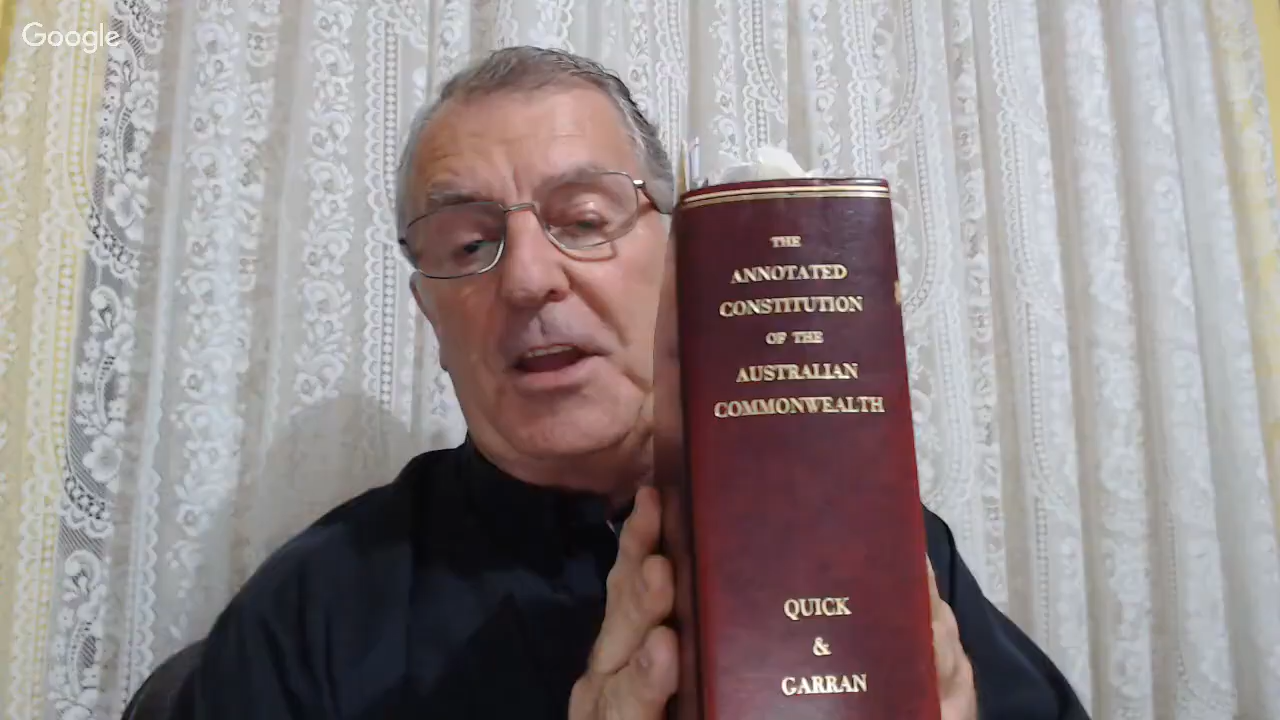 Google
THE
ANNOTATED
CONSTITUTION
OF THE
AUSTRALIAN
COMMONWEALTH
QUICK
&
GARRAN